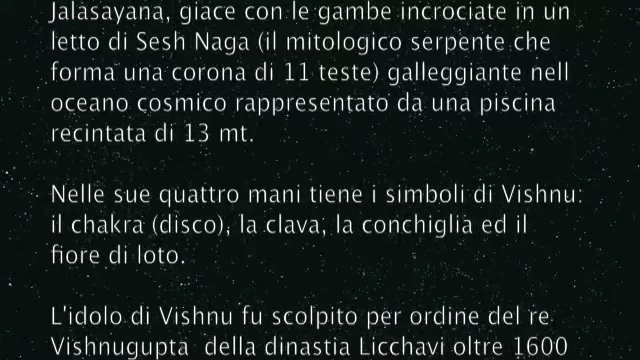 Jalasayana, giace con le gambe incrociate in un
letto di Sesh Naga (il mitologico serpente che
forma una corona di 11 teste) galleggiante nell
oceano cosmico rappresentato da una piscina
recintata di 13 mt.
Nelle sue quattro mani tiene i simboli di Vishnu:
il chakra (disco), la clava, la conchiglia ed il
fiore di loto.
L'idolo di Vishnu fu scolpito per ordine del re
Vishnugupta della dinastia Licchavi oltre 1600